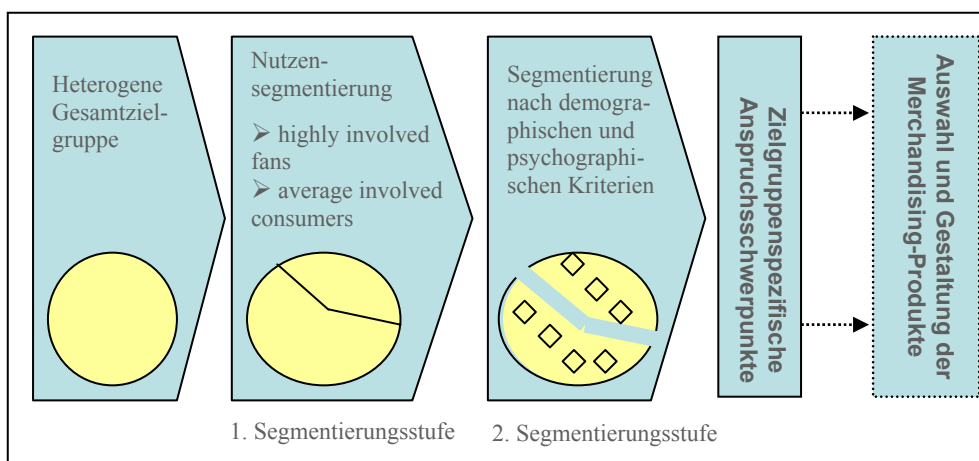 Heterogene
Gesamtziel-
gruppe
Nutzen-
segmentierung
➢ highly involved
fans
➢ average involved
consumers
Segmentierung
nach demogra-
phischen und
psychographi-
schen Kriterien
Zielgruppenspezifische
Anspruchsschwerpunkte
Auswahl und Gestaltung der
Merchandising-Produkte
1. Segmentierungsstufe
2. Segmentierungsstufe